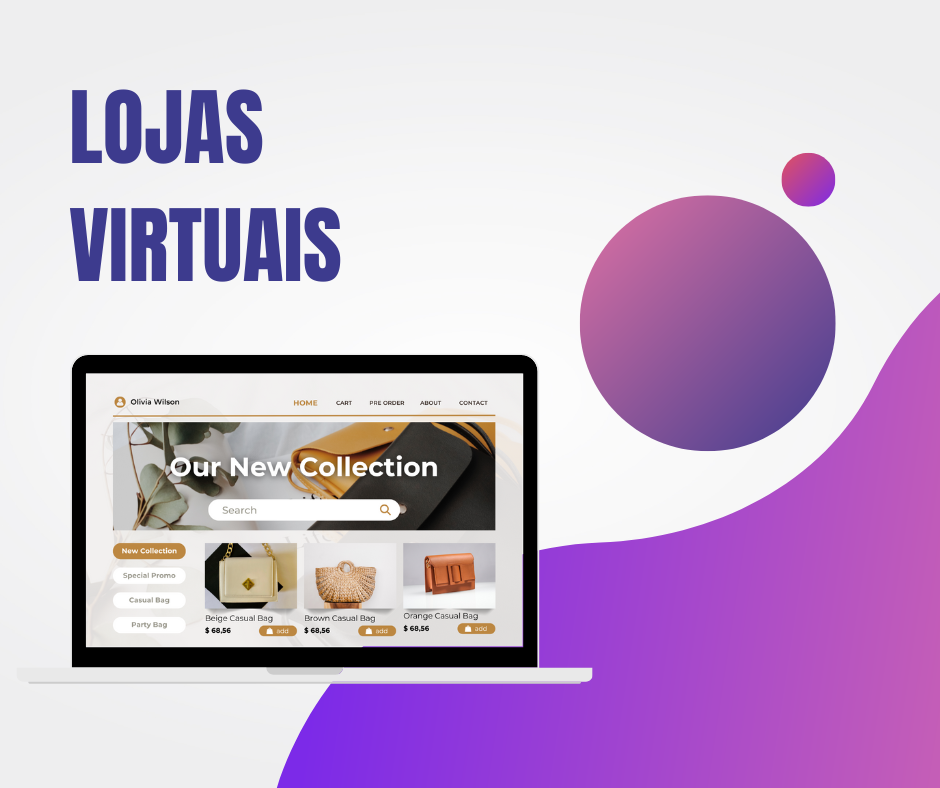 LOJAS
VIRTUAIS
Olivia Wilson
HOME CART PRE ORDER ABOUT CONTACT
Our New Collection
Search
New Collection
Special Promo
Casual Bag
Party Bag
Beige Casual Bag
$ 68,56 add
Brown Casual Bag
$ 68,56 add
Orange Casual Bag
$ 68,56 add